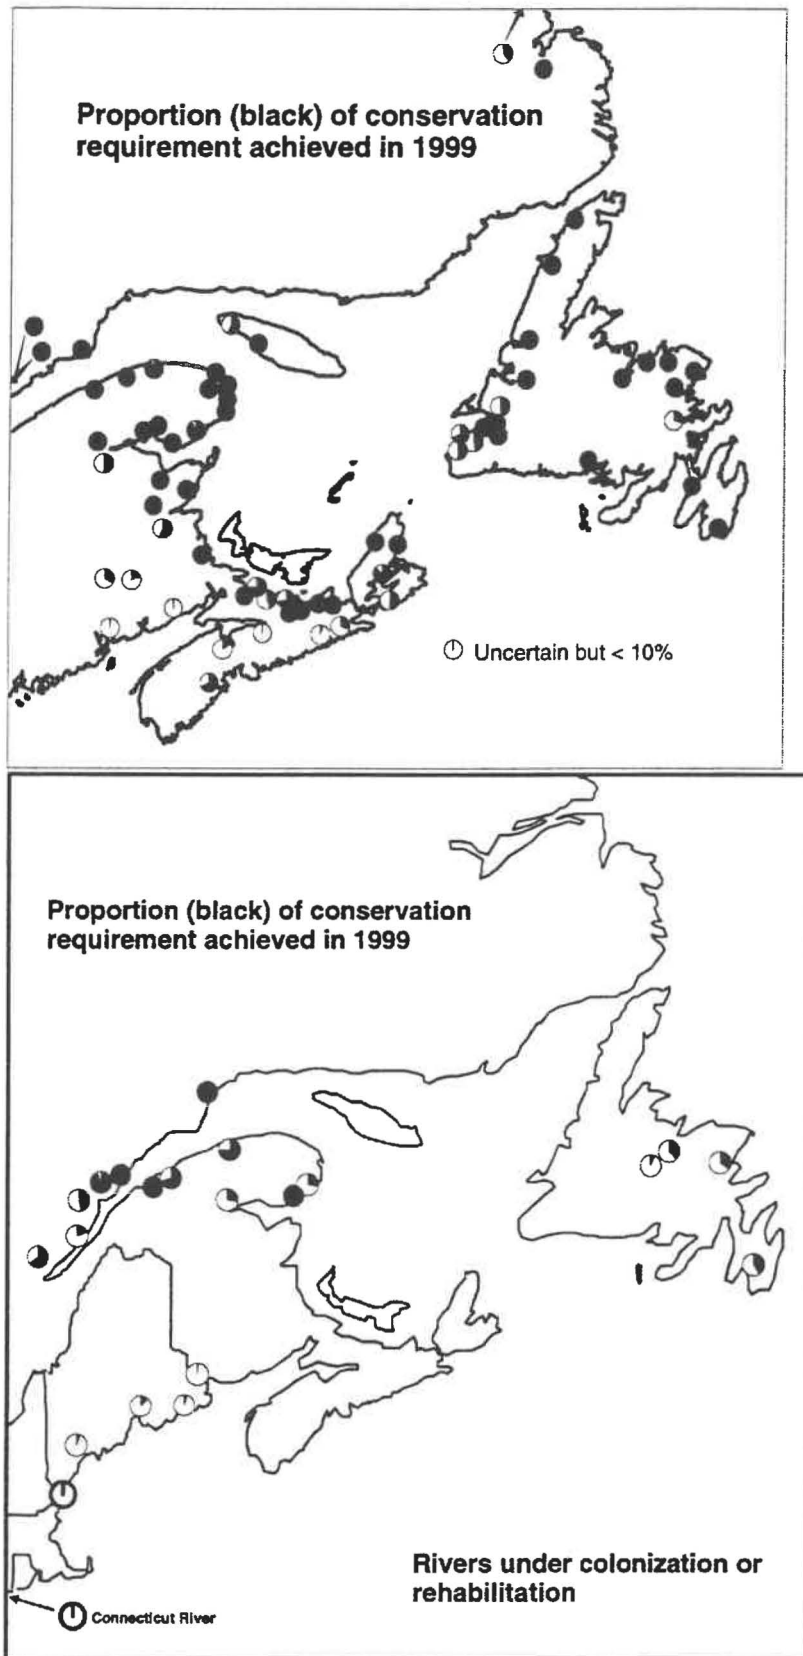 Proportion (black) of conservation
requirement achieved in 1999
Uncertain but < 10%
Proportion (black) of conservation
requirement achieved in 1999
Rivers under colonization or
rehabilitation
Connecticut River